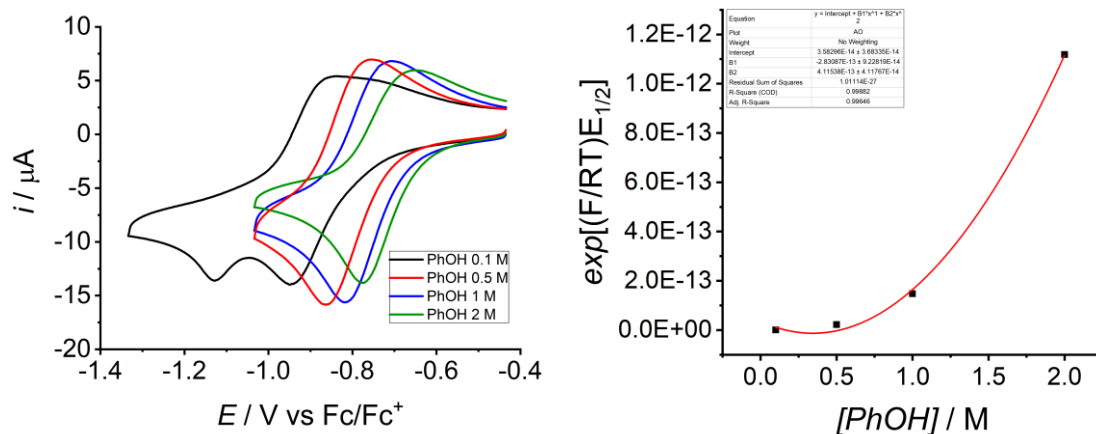 10
5
0
-5
-10
-15
-20
i / μA
-1.4
-1.2
-1.0
-0.8
-0.6
-0.4
E / V vs Fc/Fc⁺
PhOH 0.1 M
PhOH 0.5 M
PhOH 1 M
PhOH 2 M
1.2E-12
1.0E-12
8.0E-13
6.0E-13
4.0E-13
2.0E-13
0.0E+00
exp[(F/RT)E1/2]
0.0
0.5
1.0
1.5
2.0
[PhOH] / M
Equation y = Intercept + B1*x^1 + B2*x^
2
Plot AO
Weight No Weighting
Intercept 3.58296E-14 ± 3.68335E-14
B1 -2.83087E-13 ± 9.22819E-14
B2 4.11538E-13 ± 4.11767E-14
Residual Sum of Squares 1.01114E-27
R-Square (COD) 0.99882
Adj. R-Square 0.99646